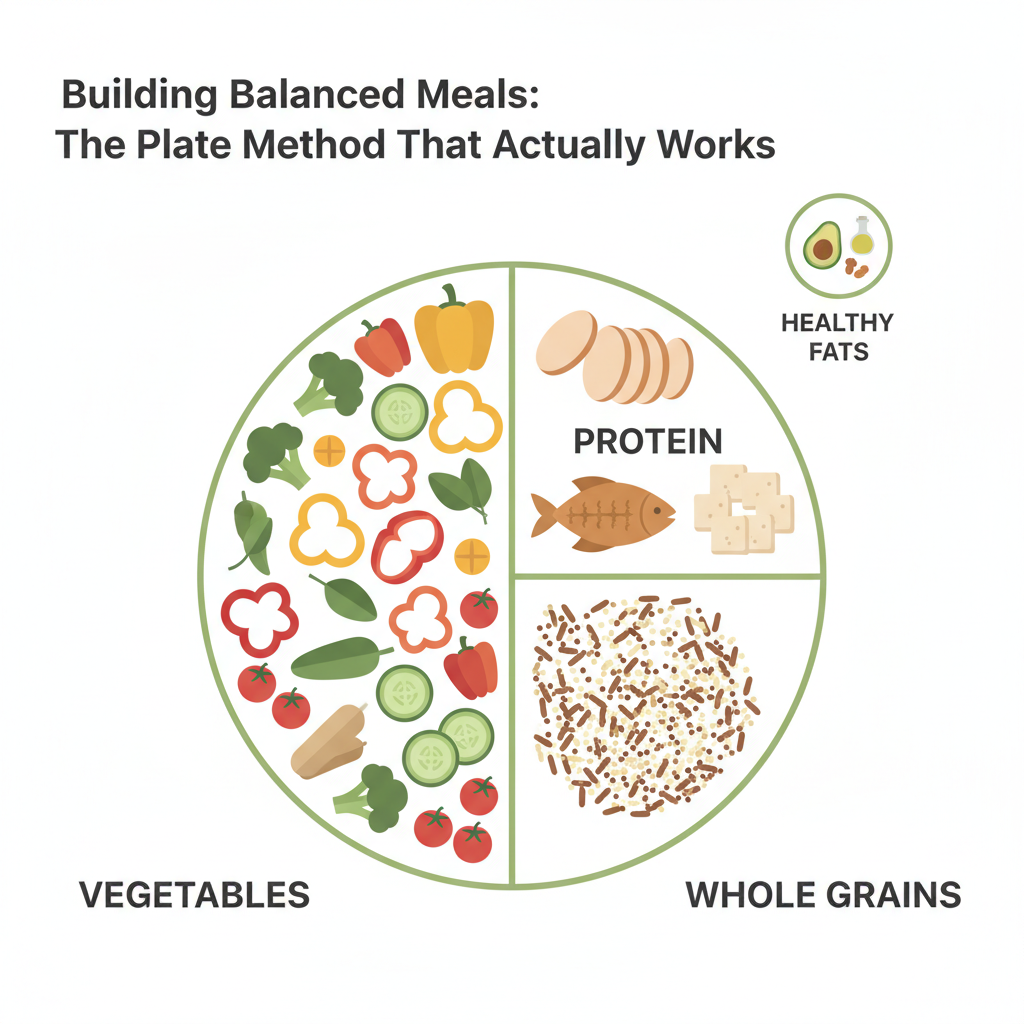 Building Balanced Meals:
The Plate Method That Actually Works
HEALTHY
FATS
PROTEIN
VEGETABLES
WHOLE GRAINS